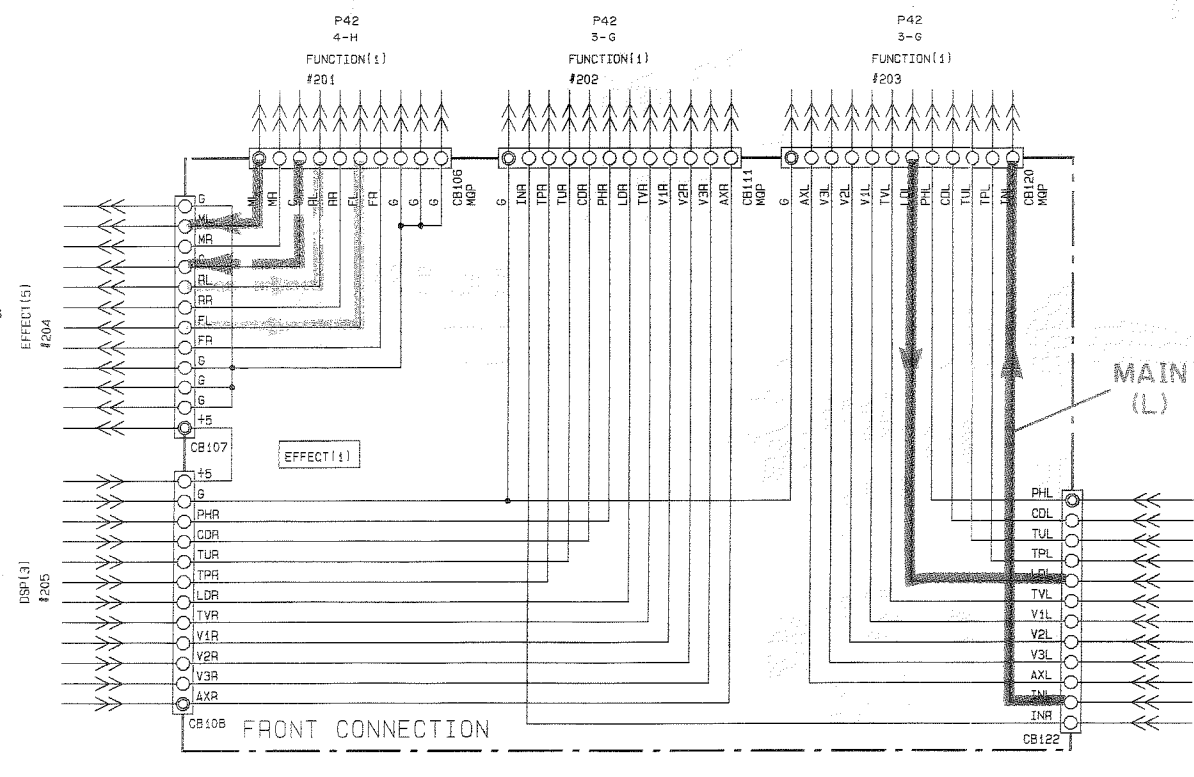 P42
4-H
FUNCTION(1)
#201
P42
3-G
FUNCTION(1)
#202
P42
3-G
FUNCTION(1)
#203
CB106
MQP
CB111
MQP
CB120
MQP
ML
MR
RL
RR
FL
FR
G
G
G
G
INR
TPR
TUR
CDR
PHR
LDR
TVR
V1R
V2R
V3R
AXR
G
AXL
V3L
V2L
V1L
TVL
LDL
PHL
CDL
TUL
TPL
INL
EFFECT(5)
#204
G
ML
MR
RL
RR
FL
FR
G
G
G
+5
CB107
EFFECT(1)
MAIN
(L)
DSP(3)
#205
+5
G
PHR
CDR
TUR
TPR
LDR
TVR
V1R
V2R
V3R
AXR
CB108
PHL
CDL
TUL
TPL
LDL
TVL
V1L
V2L
V3L
AXL
INL
INR
CB122
FRONT CONNECTION